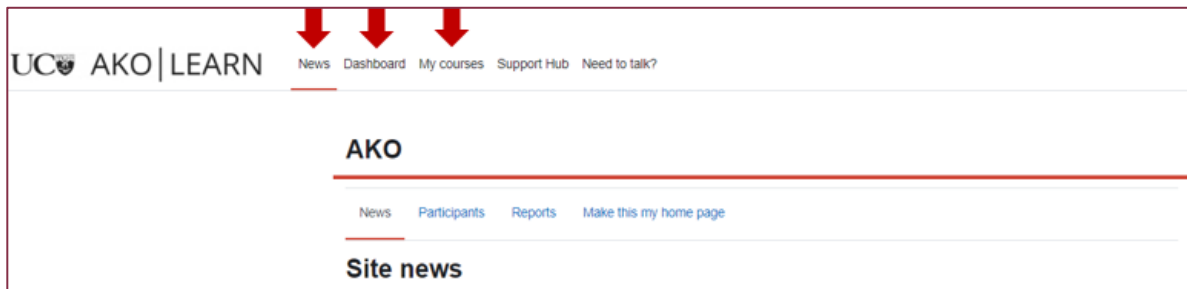 UC AKO | LEARN News Dashboard My courses Support Hub Need to talk?
AKO
News Participants Reports Make this my home page
Site news